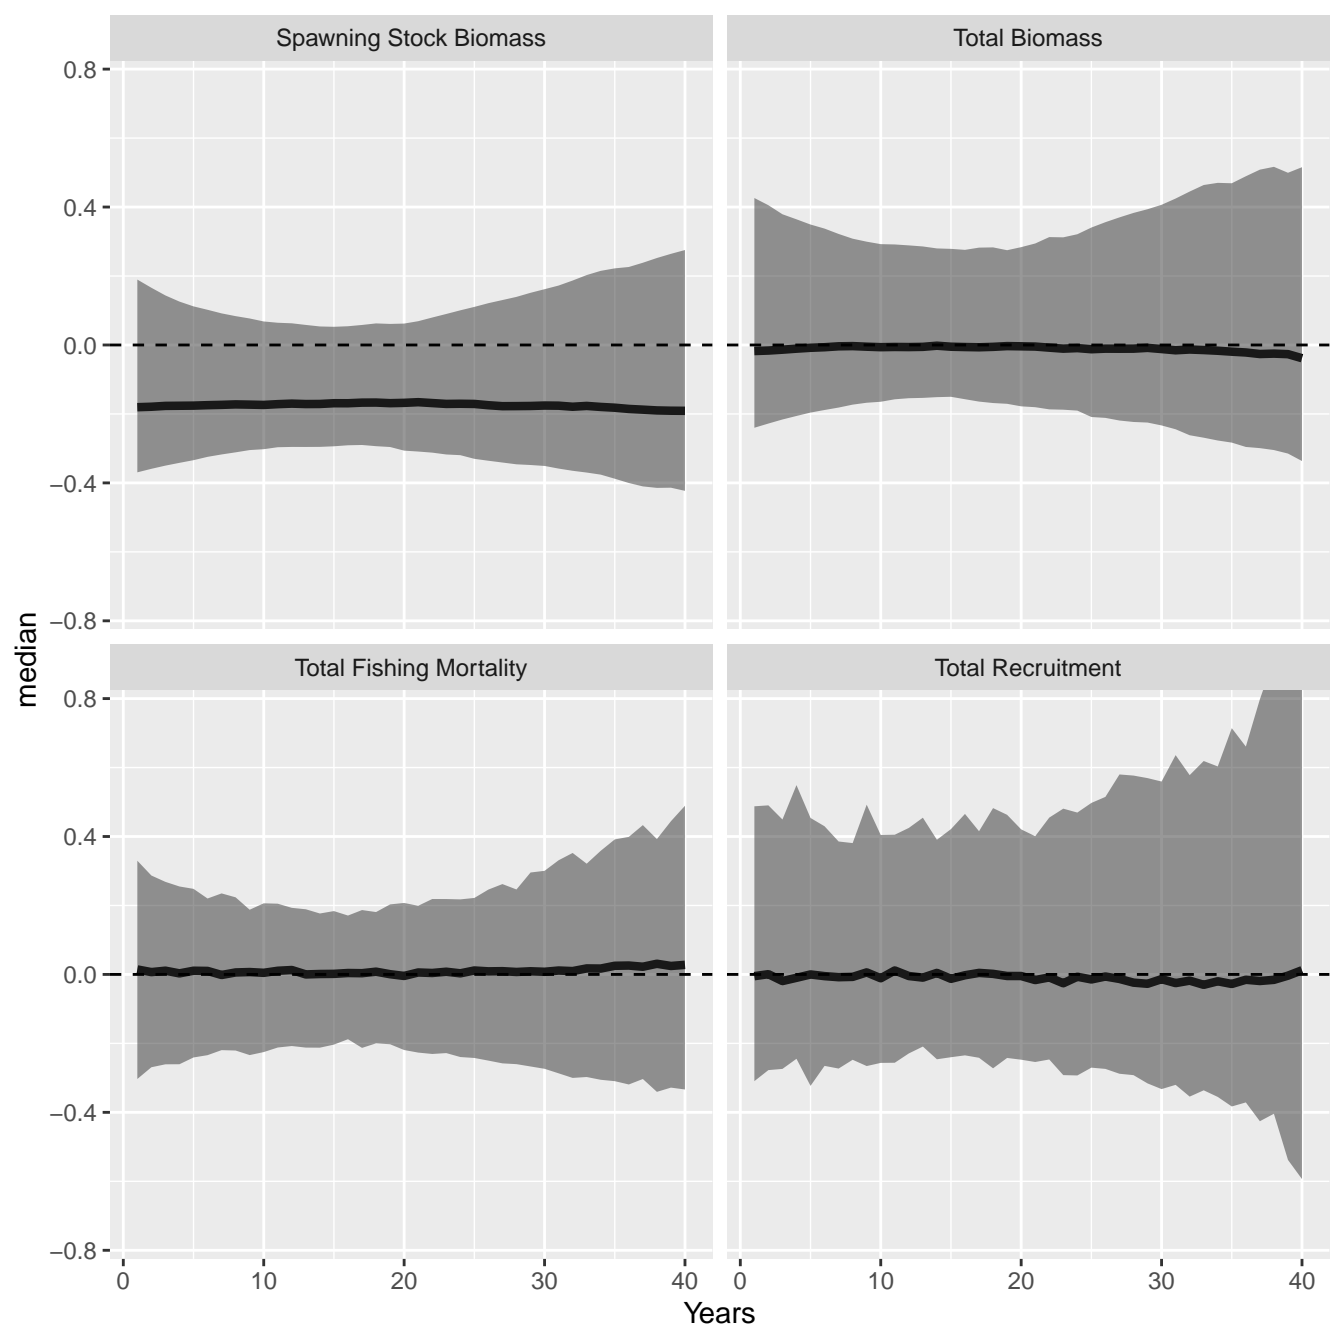 Spawning Stock Biomass
Total Biomass
0.8
0.4
0.0
−0.4
−0.8
median
Total Fishing Mortality
Total Recruitment
0.8
0.4
0.0
−0.4
−0.8
0 10 20 30 40
0 10 20 30 40
Years